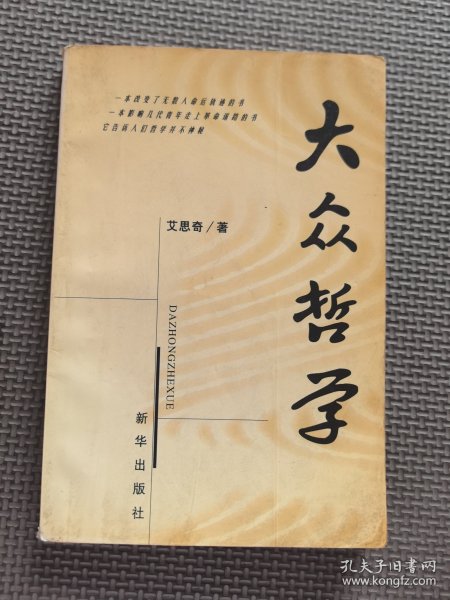 一本改变了无数人命运轨迹的书
一本影响几代青年走上革命道路的书
它告诉人们哲学并不神秘
大众哲学
艾思奇/著
DAZHONGZHEXUE
新华出版社
孔夫子旧书网
www.kongfz.com